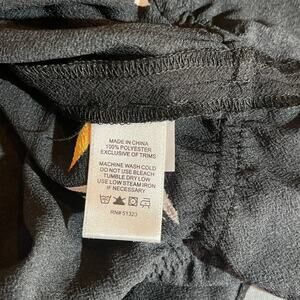 MADE IN CHINA
100% POLYESTER
EXCLUSIVE OF TRIMS
MACHINE WASH COLD
DO NOT USE BLEACH
TUMBLE DRY LOW
USE LOW STEAM IRON
IF NECESSARY
RN# 51323